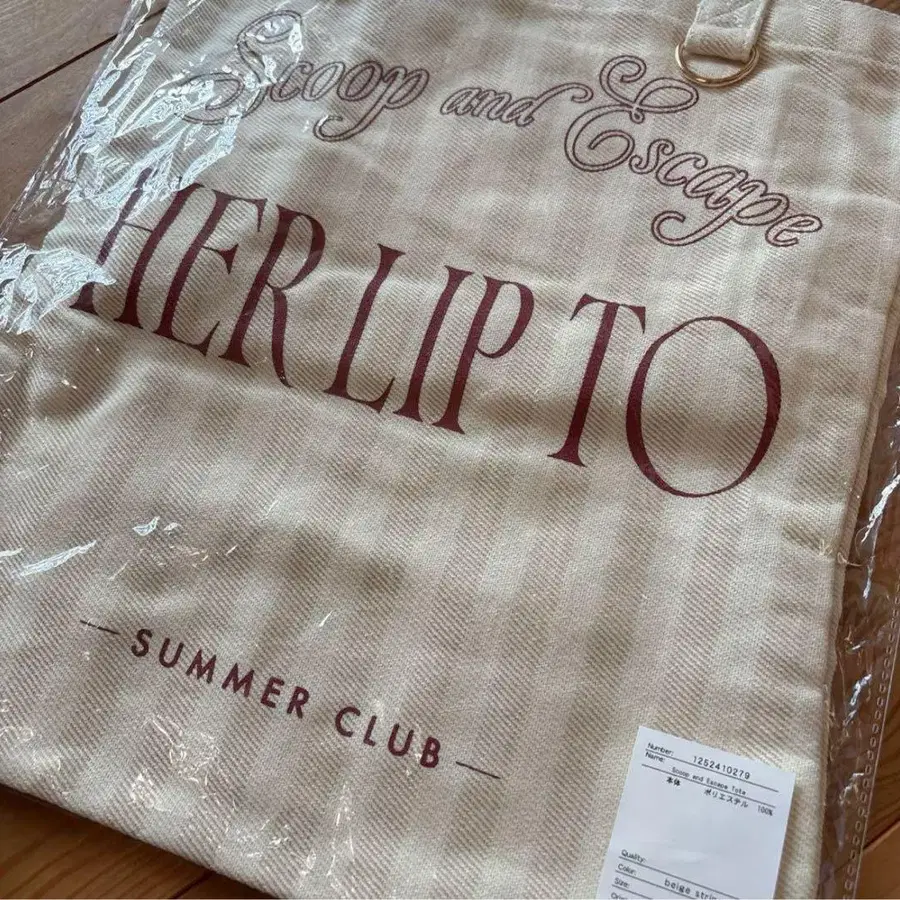 Scoop and Escape
HER LIP TO
SUMMER CLUB
Number: 1252410279
Name:
Scoop and Escape Tote
本体 ポリエステル 100%
Quality:
Color: beige
Size: